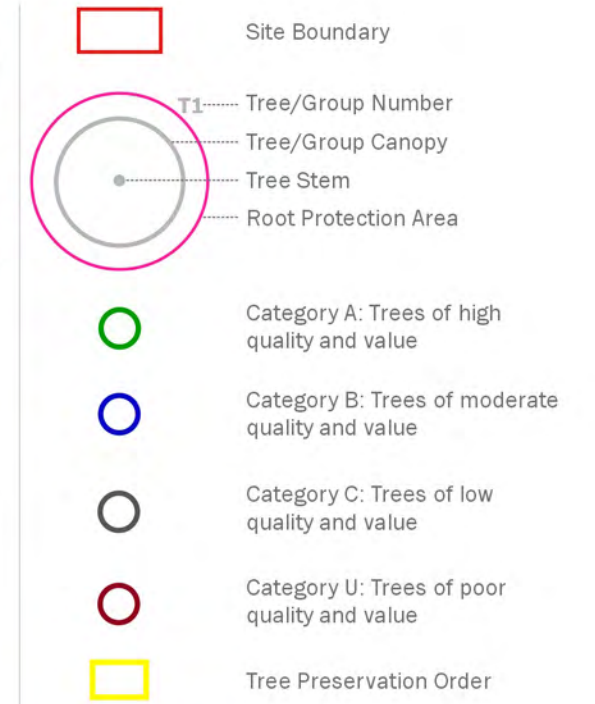 Site Boundary
T1
Tree/Group Number
Tree/Group Canopy
Tree Stem
Root Protection Area
Category A: Trees of high
quality and value
Category B: Trees of moderate
quality and value
Category C: Trees of low
quality and value
Category U: Trees of poor
quality and value
Tree Preservation Order